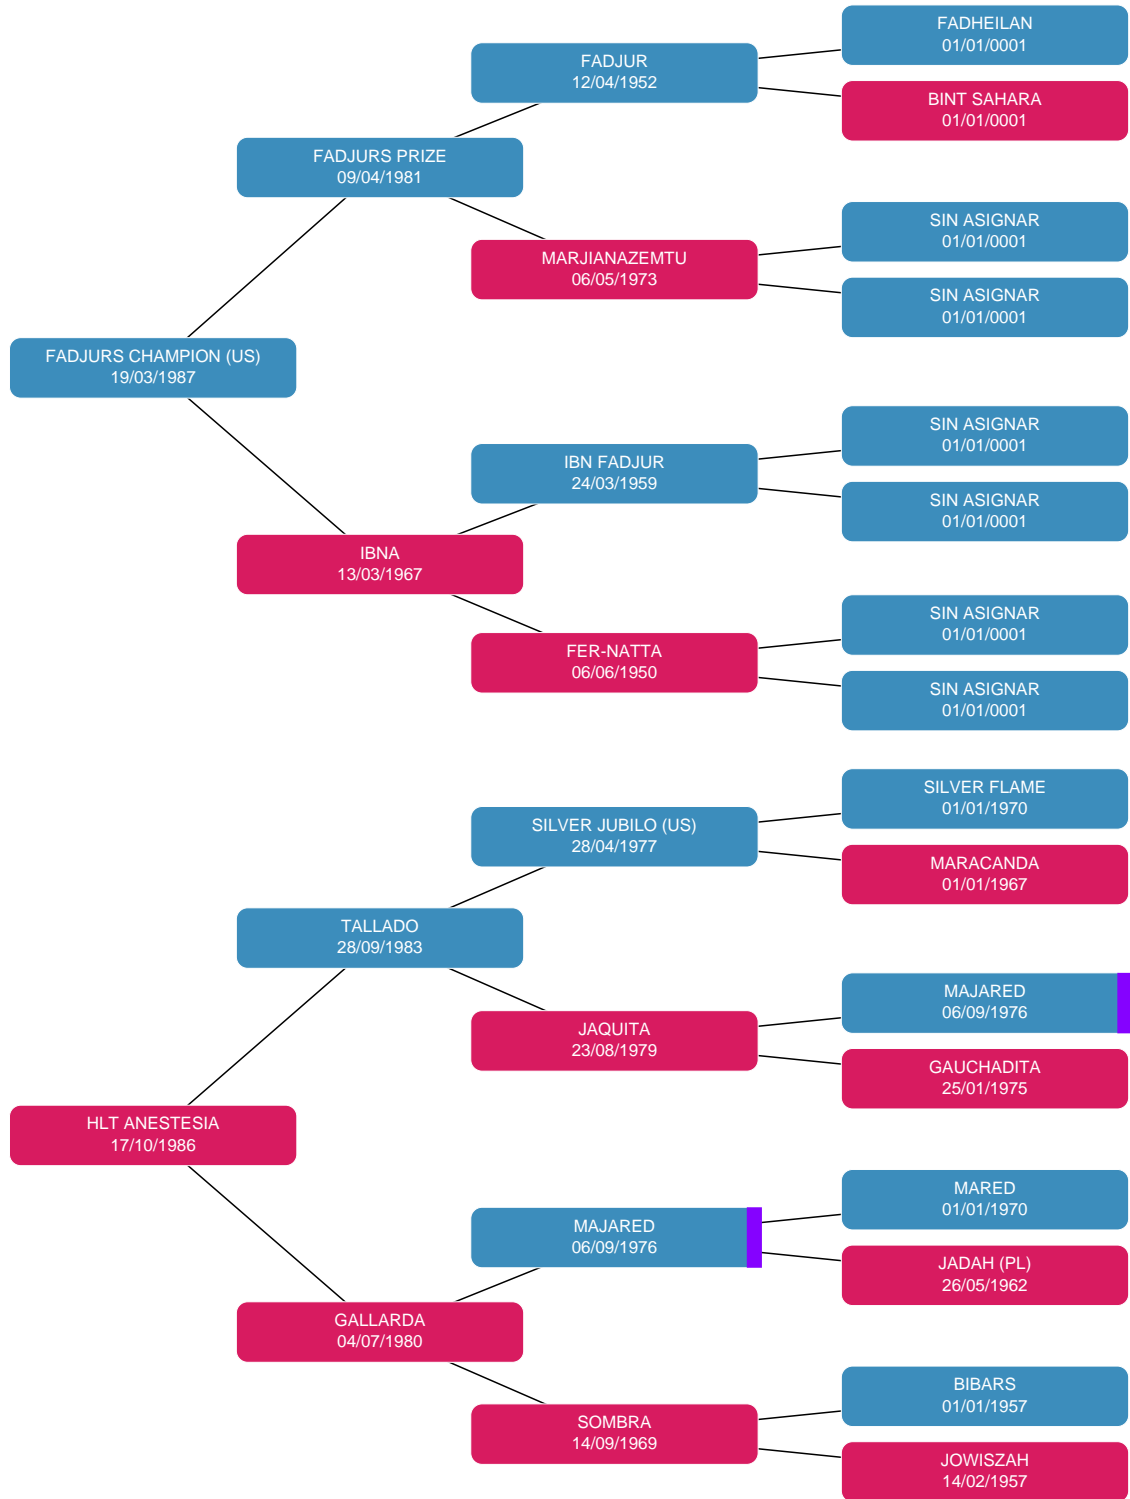 FADHEILAN
01/01/0001
FADJUR
12/04/1952
BINT SAHARA
01/01/0001
FADJURS PRIZE
09/04/1981
SIN ASIGNAR
01/01/0001
MARJIANAZEMTU
06/05/1973
SIN ASIGNAR
01/01/0001
FADJURS CHAMPION (US)
19/03/1987
SIN ASIGNAR
01/01/0001
IBN FADJUR
24/03/1959
SIN ASIGNAR
01/01/0001
IBNA
13/03/1967
SIN ASIGNAR
01/01/0001
FER-NATTA
06/06/1950
SIN ASIGNAR
01/01/0001
SILVER FLAME
01/01/1970
SILVER JUBILO (US)
28/04/1977
MARACANDA
01/01/1967
TALLADO
28/09/1983
MAJARED
06/09/1976
JAQUITA
23/08/1979
GAUCHADITA
25/01/1975
HLT ANESTESIA
17/10/1986
MARED
01/01/1970
MAJARED
06/09/1976
JADAH (PL)
26/05/1962
GALLARDA
04/07/1980
BIBARS
01/01/1957
SOMBRA
14/09/1969
JOWISZAH
14/02/1957